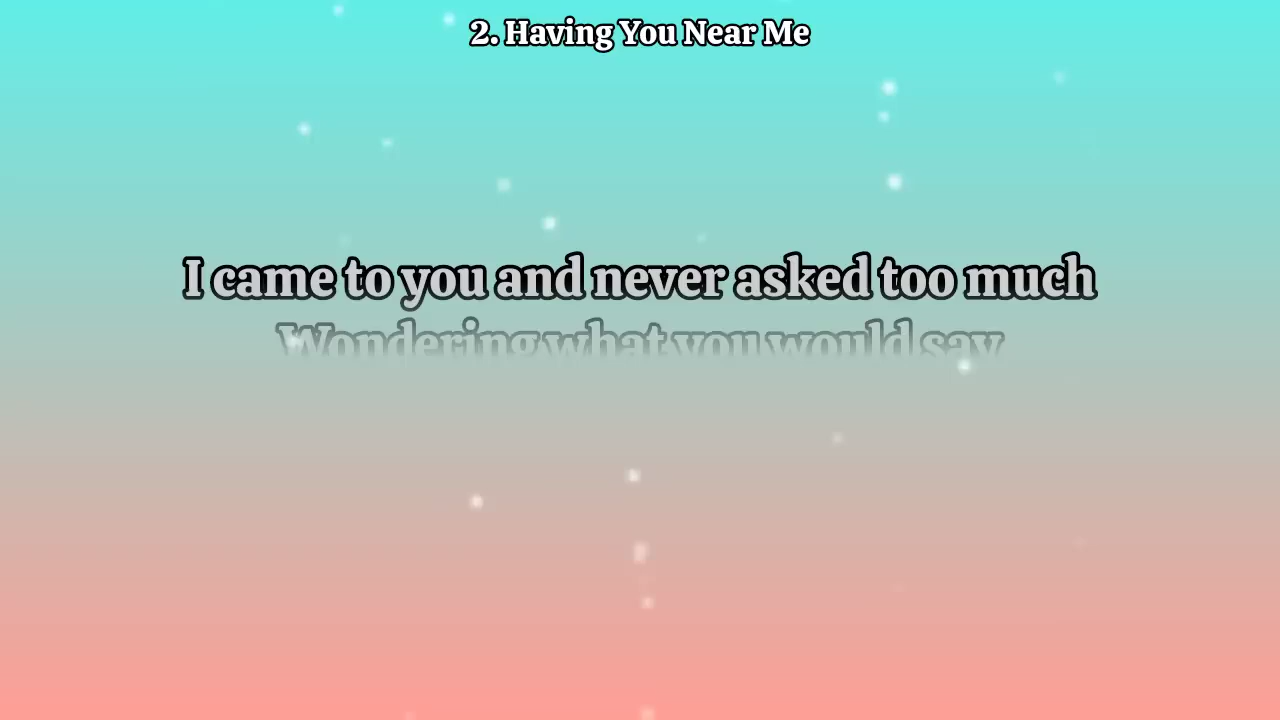 2. Having You Near Me
I came to you and never asked too much
Wondering what you would say